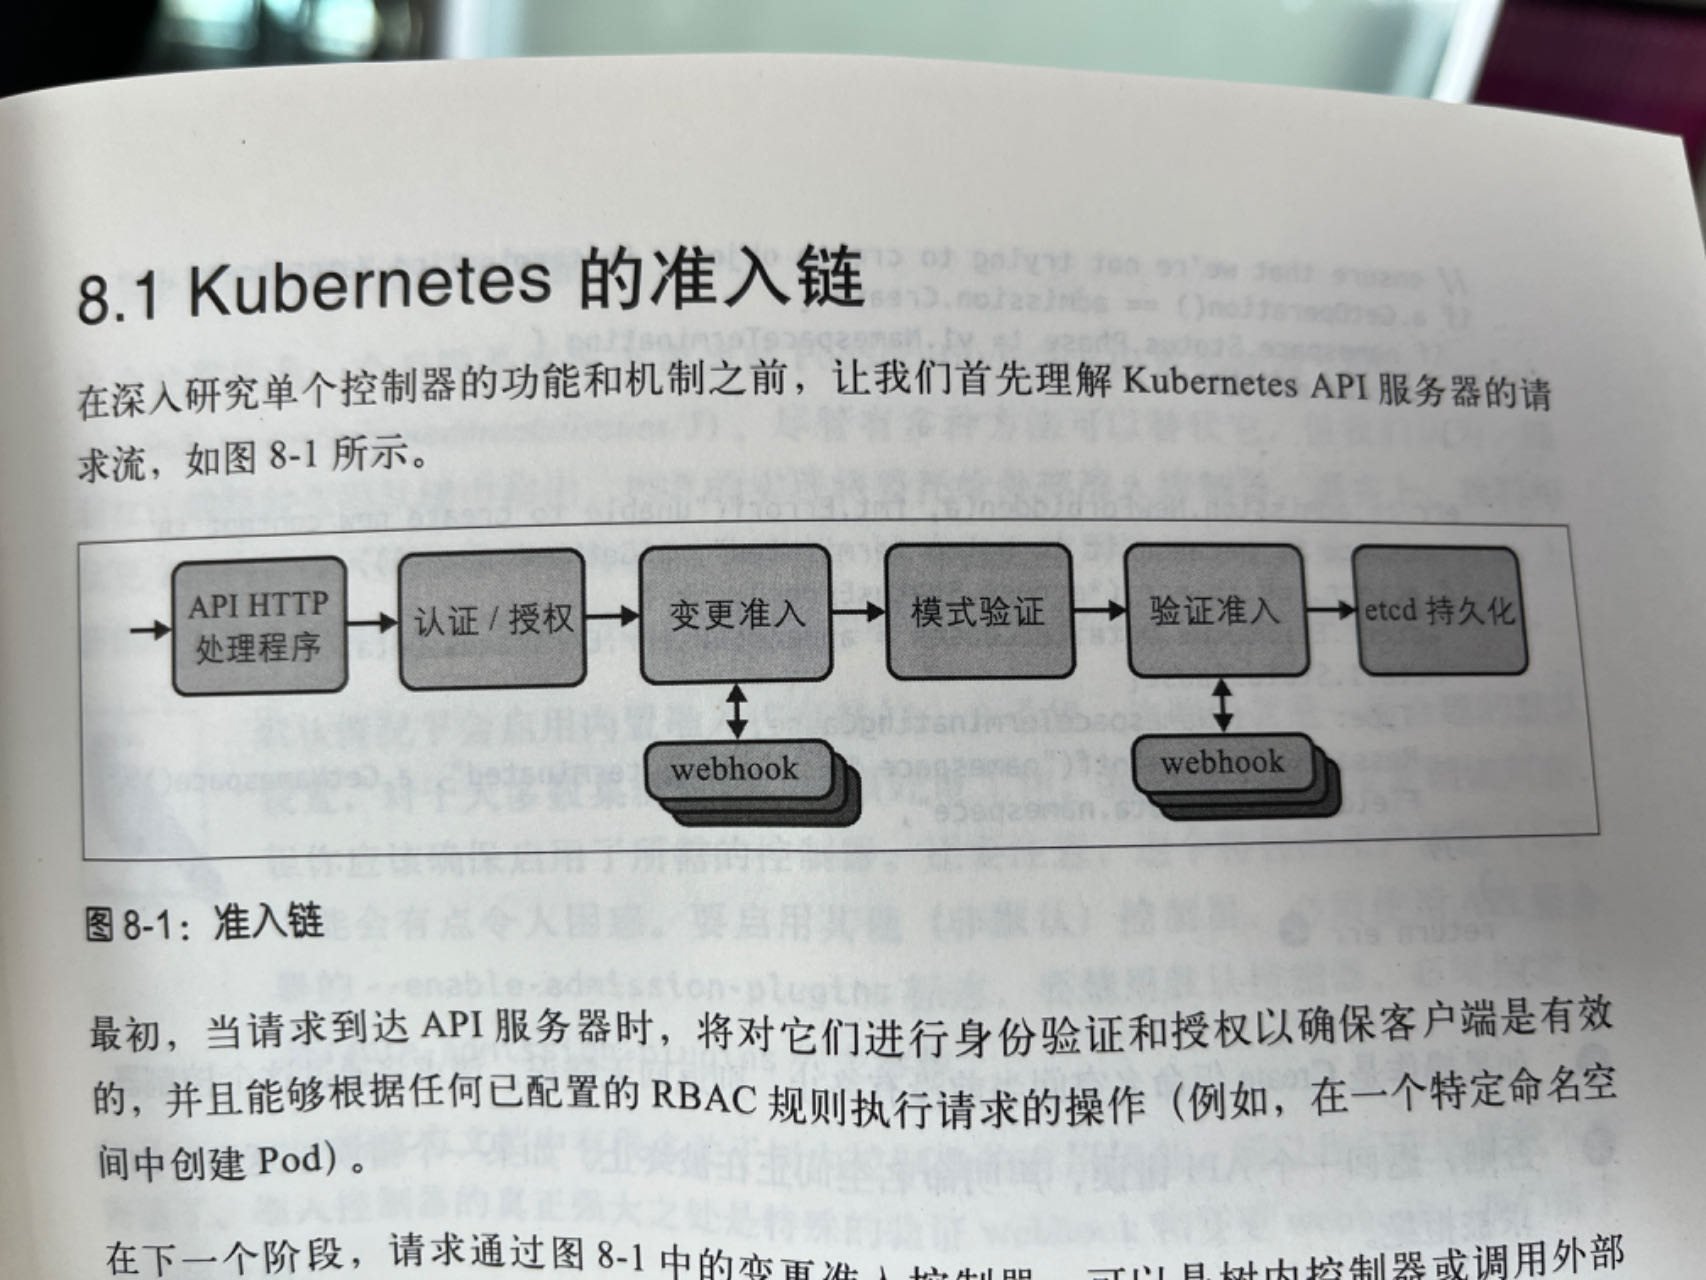 8.1 Kubernetes 的准入链
在深入研究单个控制器的功能和机制之前，让我们首先理解 Kubernetes API 服务器的请
求流，如图 8-1 所示。
API HTTP
处理程序
认证 / 授权
变更准入
模式验证
验证准入
etcd 持久化
webhook
webhook
图 8-1：准入链
最初，当请求到达 API 服务器时，将对它们进行身份验证和授权以确保客户端是有效
的，并且能够根据任何已配置的 RBAC 规则执行请求的操作（例如，在一个特定命名空
间中创建 Pod）。
在下一个阶段，请求通过图 8-1 中的变更准入控制器，可以是树内控制器或调用外部